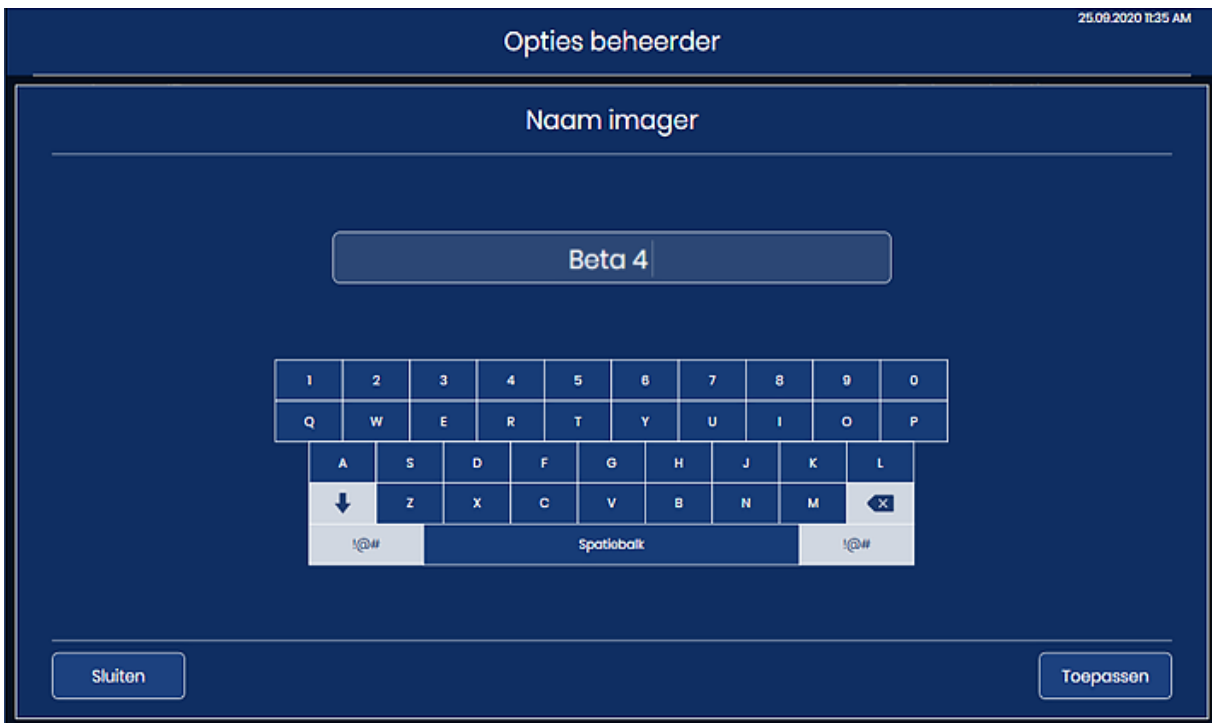 25.09.2020 11:35 AM
Opties beheerder
Naam imager
Beta 4
1 2 3 4 5 6 7 8 9 0
Q W E R T Y U I O P
A S D F G H J K L
Z X C V B N M
!@# Spatiebalk !@#
Sluiten Toepassen